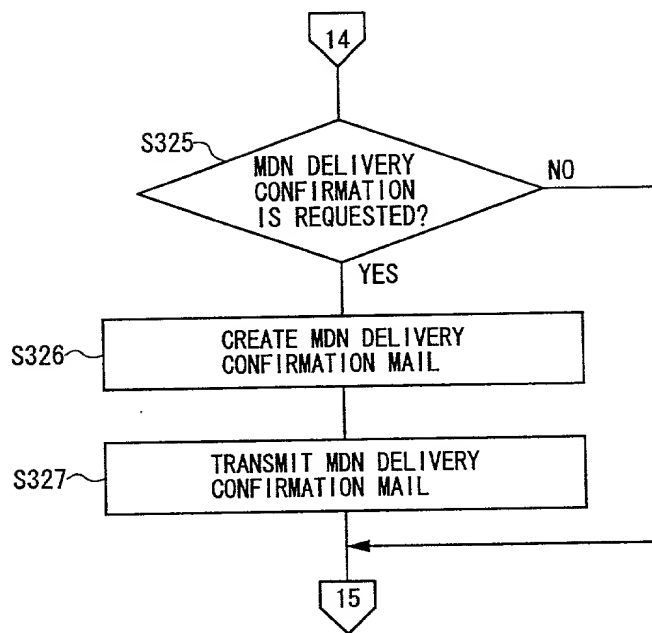 14
S325
MDN DELIVERY
CONFIRMATION
IS REQUESTED?
NO
YES
S326
CREATE MDN DELIVERY
CONFIRMATION MAIL
S327
TRANSMIT MDN DELIVERY
CONFIRMATION MAIL
15